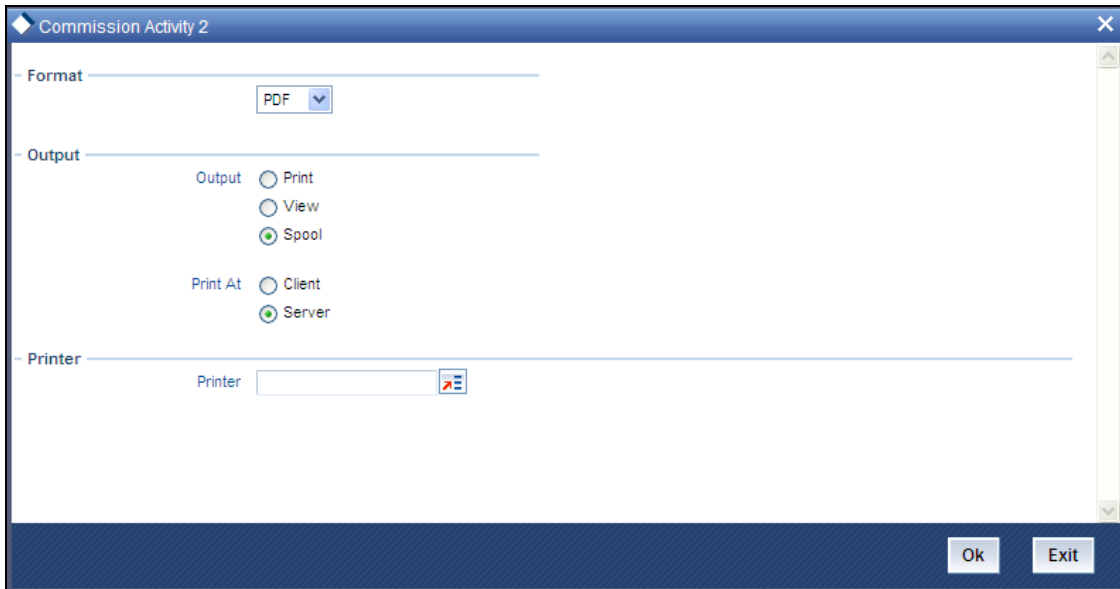 Commission Activity 2
Format
PDF
Output
Output Print
View
Spool
Print At Client
Server
Printer
Printer
Ok Exit